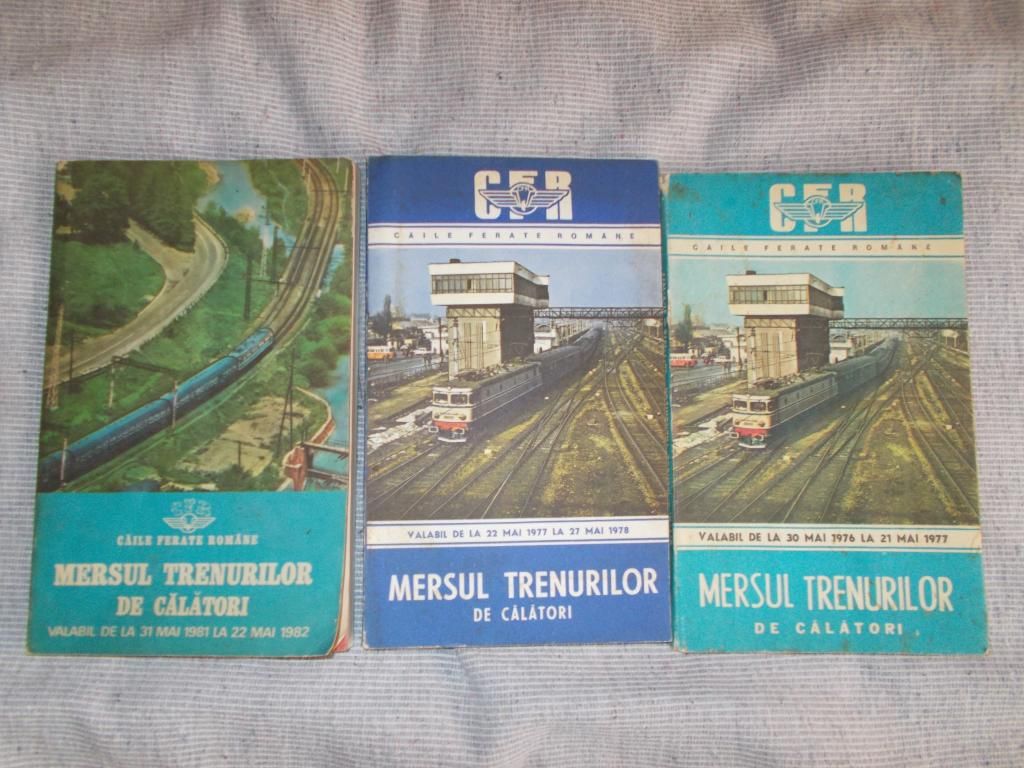 CĂILE FERATE ROMÂNE
MERSUL TRENURILOR
DE CĂLĂTORI
VALABIL DE LA 31 MAI 1981 LA 22 MAI 1982
CFR
CĂILE FERATE ROMÂNE
VALABIL DE LA 22 MAI 1977 LA 27 MAI 1978
MERSUL TRENURILOR
DE CĂLĂTORI
CFR
CĂILE FERATE ROMÂNE
VALABIL DE LA 30 MAI 1976 LA 21 MAI 1977
MERSUL TRENURILOR
DE CĂLĂTORI